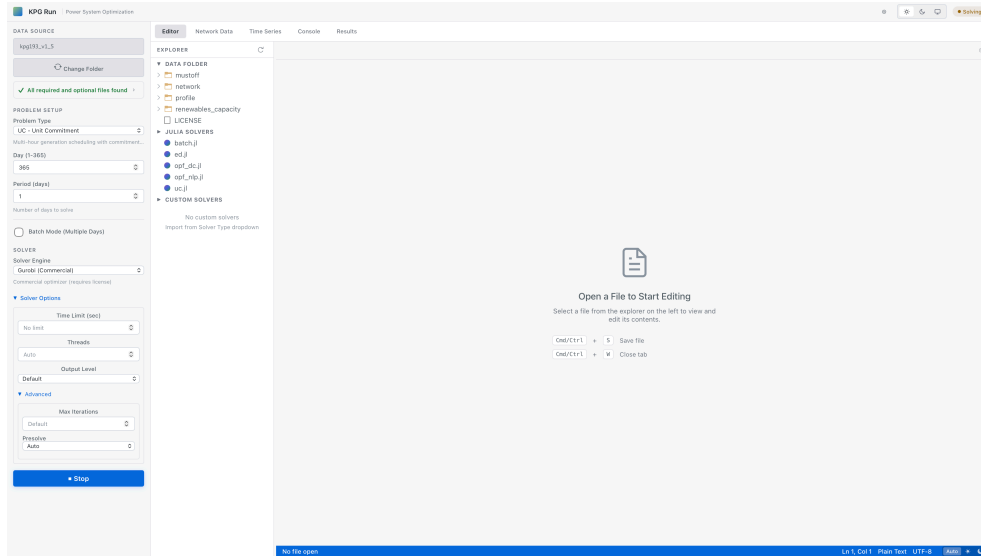 KPG Run Power System Optimization
Solving
DATA SOURCE
kpg193_v1_5
Change Folder
All required and optional files found
PROBLEM SETUP
Problem Type
UC - Unit Commitment
Multi-hour generation scheduling with commitment...
Day (1-365)
365
Period (days)
1
Number of days to solve
Batch Mode (Multiple Days)
SOLVER
Solver Engine
Gurobi (Commercial)
Commercial optimizer (requires license)
Solver Options
Time Limit (sec)
No limit
Threads
Auto
Output Level
Default
Advanced
Max Iterations
Default
Presolve
Auto
Stop
Editor Network Data Time Series Console Results
EXPLORER
DATA FOLDER
mustoff
network
profile
renewables_capacity
LICENSE
JULIA SOLVERS
batch.jl
ed.jl
opf_dc.jl
opf_nlp.jl
uc.jl
CUSTOM SOLVERS
No custom solvers
Import from Solver Type dropdown
Open a File to Start Editing
Select a file from the explorer on the left to view and
edit its contents.
Cmd/Ctrl + S Save file
Cmd/Ctrl + W Close tab
No file open
Ln 1, Col 1 Plain Text UTF-8 Auto